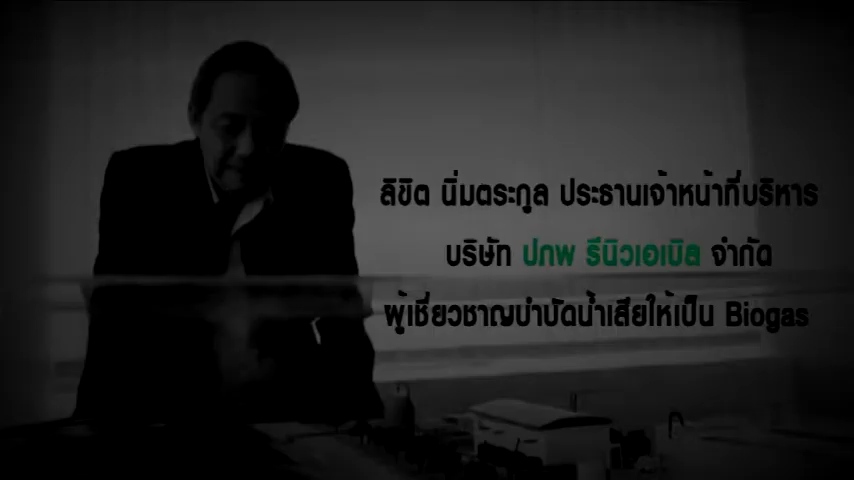 ลิขิต นิ่มตระกูล ประธานเจ้าหน้าที่บริหาร
บริษัท ปภพ รีนิวเอเบิล จำกัด
ผู้เชี่ยวชาญบำบัดน้ำเสียให้เป็น Biogas